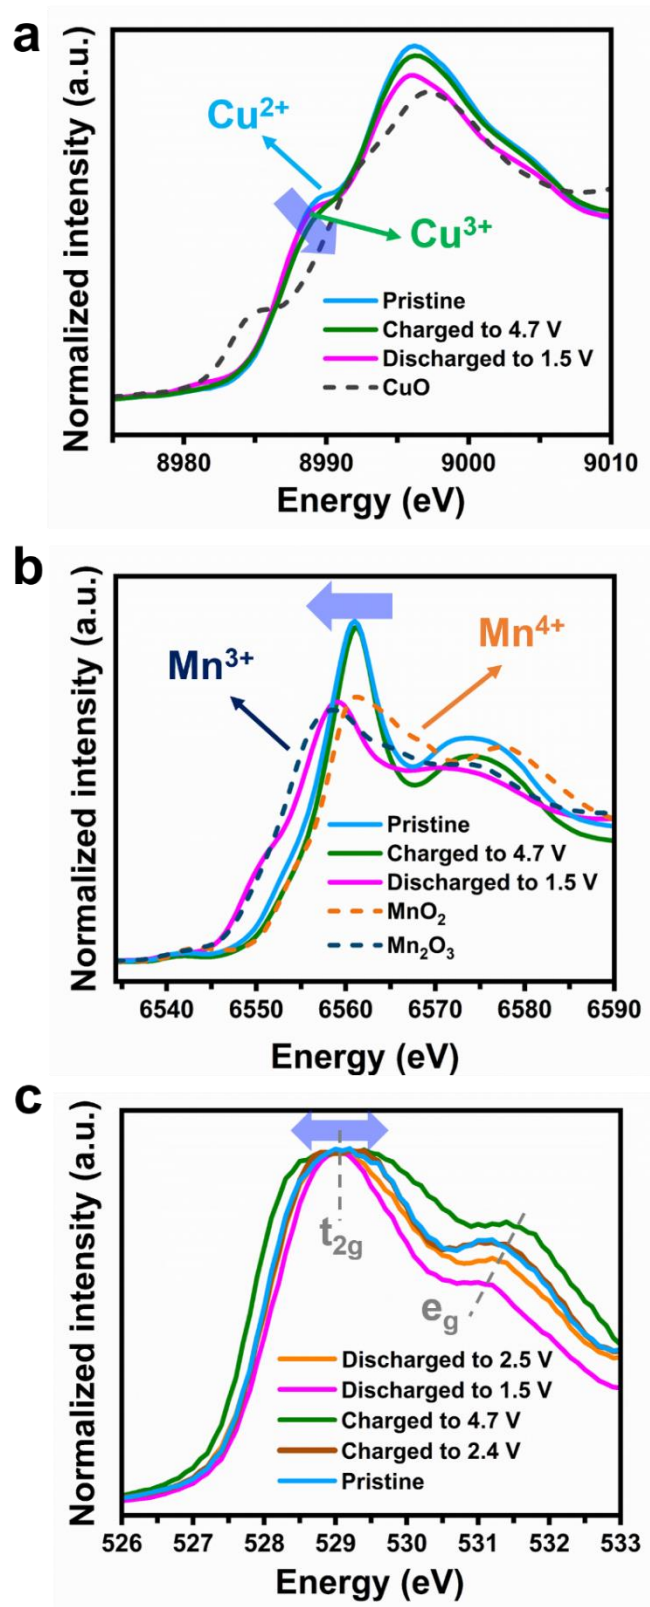 a
Normalized intensity (a.u.)
Cu²⁺
Cu³⁺
Pristine
Charged to 4.7 V
Discharged to 1.5 V
CuO
8980 8990 9000 9010
Energy (eV)
b
Normalized intensity (a.u.)
Mn³⁺
Mn⁴⁺
Pristine
Charged to 4.7 V
Discharged to 1.5 V
MnO₂
Mn₂O₃
6540 6550 6560 6570 6580 6590
Energy (eV)
c
Normalized intensity (a.u.)
t₂g
eg
Discharged to 2.5 V
Discharged to 1.5 V
Charged to 4.7 V
Charged to 2.4 V
Pristine
526 527 528 529 530 531 532 533
Energy (eV)